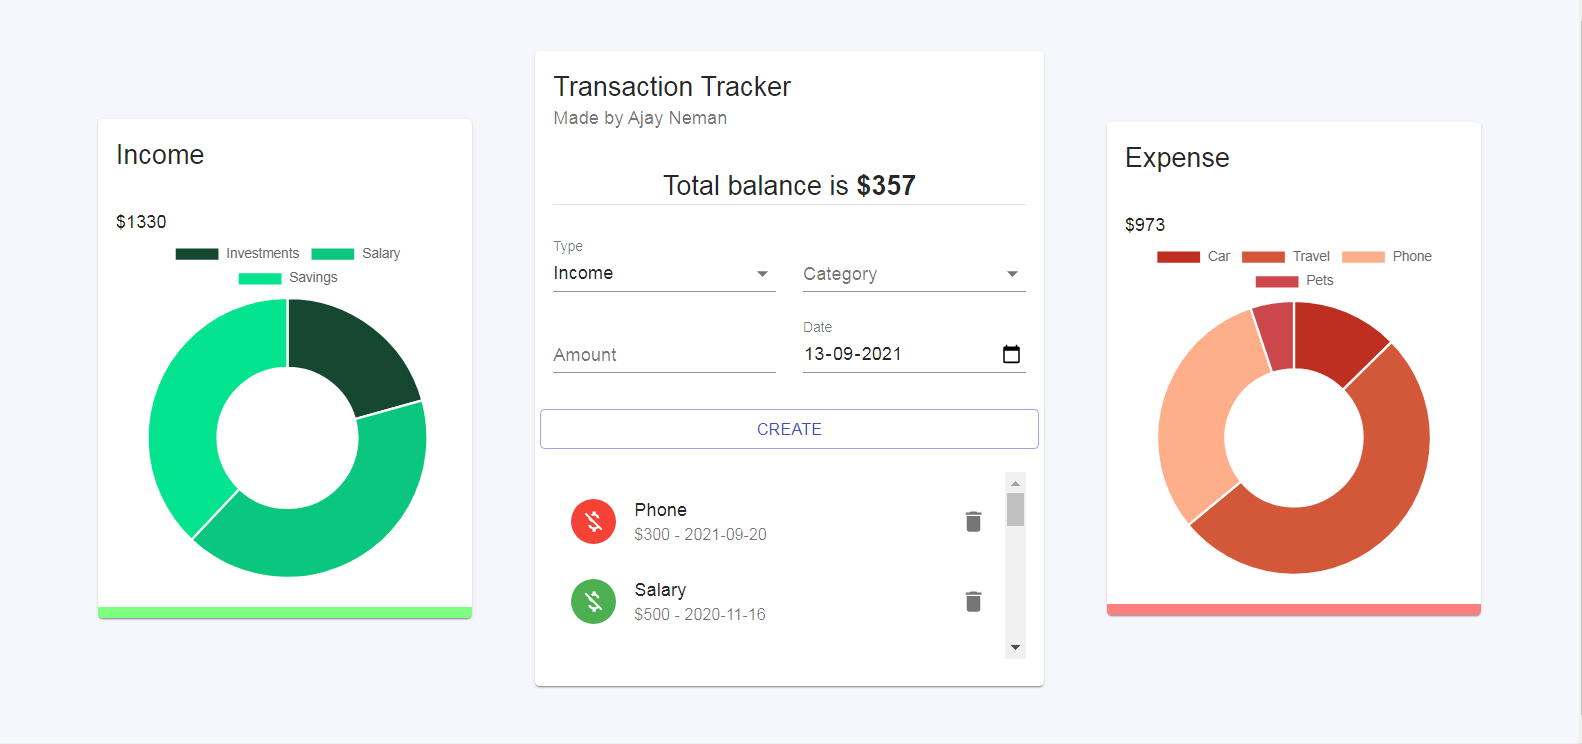 Income
$1330
Investments Salary
Savings
Transaction Tracker
Made by Ajay Neman
Total balance is $357
Type
Income
Category
Amount
Date
13-09-2021
CREATE
Phone
$300 - 2021-09-20
Salary
$500 - 2020-11-16
Expense
$973
Car Travel Phone
Pets